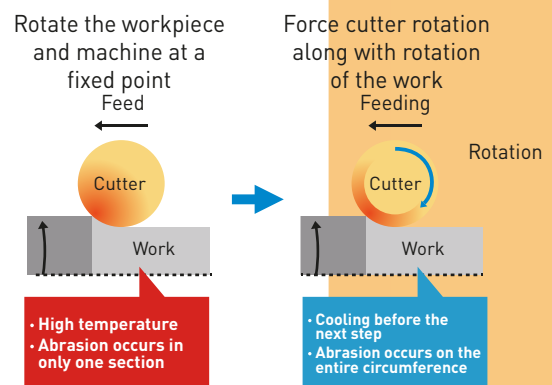 Rotate the workpiece
and machine at a
fixed point
Feed
Cutter
Work
· High temperature
· Abrasion occurs in
only one section
Force cutter rotation
along with rotation
of the work
Feeding
Rotation
Cutter
Work
· Cooling before the
next step
· Abrasion occurs on the
entire circumference